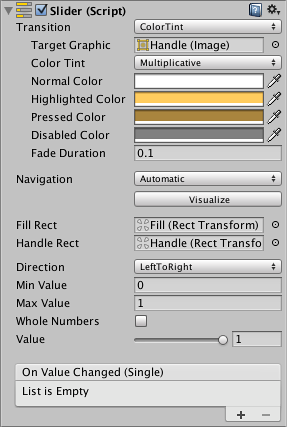 Slider (Script)
Transition ColorTint
Target Graphic Handle (Image)
Color Tint Multiplicative
Normal Color
Highlighted Color
Pressed Color
Disabled Color
Fade Duration 0.1
Navigation Automatic
Visualize
Fill Rect Fill (Rect Transform)
Handle Rect Handle (Rect Transfo
Direction LeftToRight
Min Value 0
Max Value 1
Whole Numbers
Value 1
On Value Changed (Single)
List is Empty
+ −